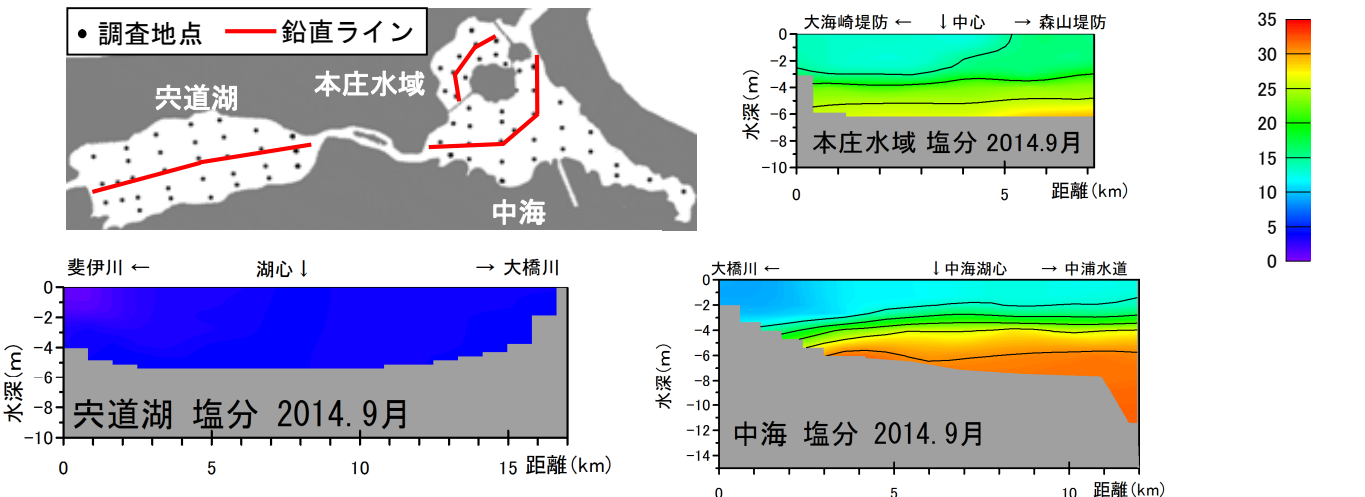 調査地点 鉛直ライン
宍道湖
本庄水域
中海
大海崎堤防 ← ↓中心 → 森山堤防
0
-2
-4
-6
-8
-10
水深(m)
本庄水域 塩分 2014.9月
0 5 距離(km)
35
30
25
20
15
10
5
0
斐伊川 ← 湖心↓ → 大橋川
0
-2
-4
-6
-8
-10
水深(m)
宍道湖 塩分 2014.9月
0 5 10 15 距離(km)
大橋川 ← ↓中海湖心 → 中浦水道
0
-2
-4
-6
-8
-10
-12
-14
水深(m)
中海 塩分 2014.9月
0 5 10 距離(km)